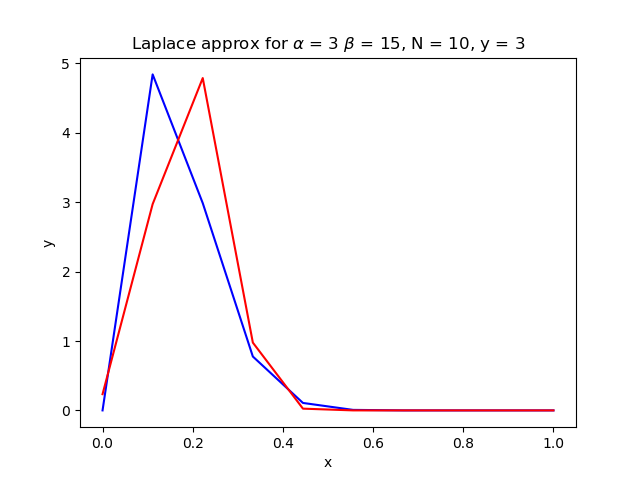 Laplace approx for α = 3 β = 15, N = 10, y = 3
5
4
3
2
1
0
y
0.0 0.2 0.4 0.6 0.8 1.0
x